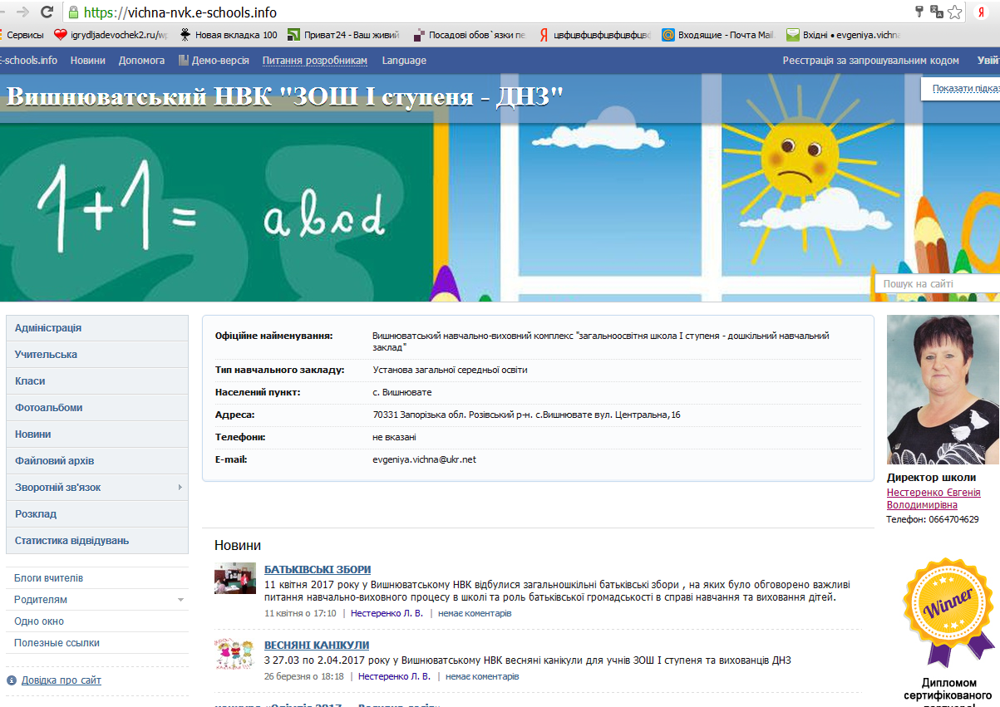 https://vichna-nvk.e-schools.info
Я
Сервисы igrydljadevochek2.ru/wp Новая вкладка 100 Приват24 - Ваш живий Посадові обов`язки пе Я цвфцвфцвфцвфцвфцвфц Входящие - Почта Mail. Вхідні • evgeniya.vichna
E-schools.info Новини Допомога Демо-версія Питання розробникам Language Реєстрація за запрошувальним кодом Увій
Вишнюватський НВК "ЗОШ І ступеня - ДНЗ"
Показати підказ
1+1= abcd
Пошук на сайті
Адміністрація
Учительська
Класи
Фотоальбоми
Новини
Файловий архів
Зворотній зв'язок
Розклад
Статистика відвідувань
Блоги вчителів
Родителям
Одно окно
Полезные ссылки
Довідка про сайт
Офіційне найменування: Вишнюватський навчально-виховний комплекс "загальноосвітня школа І ступеня - дошкільний навчальний
заклад"
Тип навчального закладу: Установа загальної середньої освіти
Населений пункт: с. Вишнювате
Адреса: 70331 Запорізька обл. Розівський р-н. с.Вишнювате вул. Центральна,16
Телефони: не вказані
E-mail: evgeniya.vichna@ukr.net
Новини
БАТЬКІВСЬКІ ЗБОРИ
11 квітня 2017 року у Вишнюватському НВК відбулися загальношкільні батьківські збори , на яких було обговорено важливі
питання навчально-виховного процесу в школі та роль батьківської громадськості в справі навчання та виховання дітей.
11 квітня о 17:10 | Нестеренко Л. В. | немає коментарів
ВЕСНЯНІ КАНІКУЛИ
З 27.03 по 2.04.2017 року у Вишнюватському НВК весняні канікули для учнів ЗОШ І ступеня та вихованців ДНЗ
26 березня о 18:18 | Нестеренко Л. В. | немає коментарів
Директор школи
Нестеренко Євгенія
Володимирівна
Телефон: 0664704629
Winner
Дипломом
сертифікованого